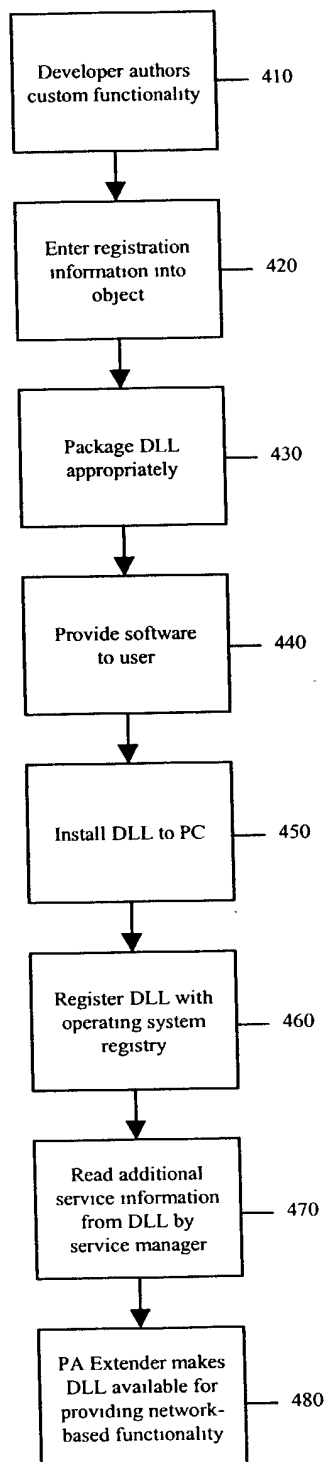 Developer authors
custom functionality
410
Enter registration
information into
object
420
Package DLL
appropriately
430
Provide software
to user
440
Install DLL to PC
450
Register DLL with
operating system
registry
460
Read additional
service information
from DLL by
service manager
470
PA Extender makes
DLL available for
providing network-
based functionality
480